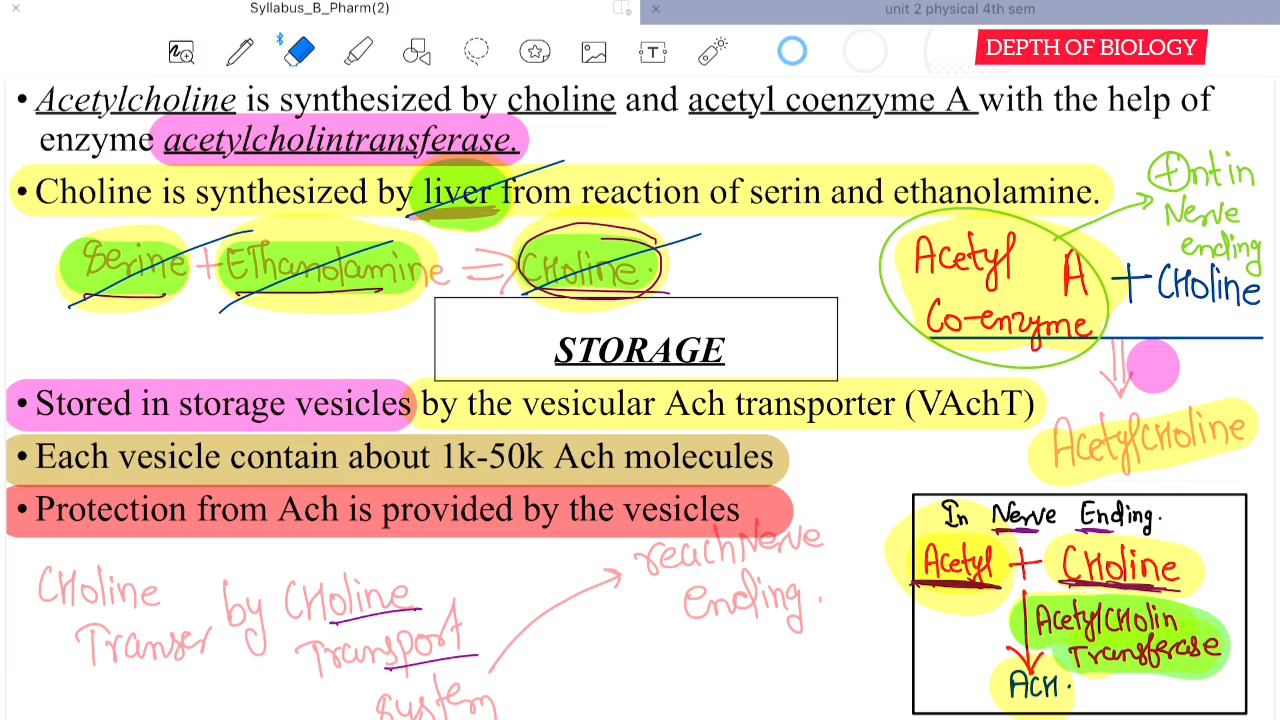 Syllabus_B_Pharm(2)
unit 2 physical 4th sem
DEPTH OF BIOLOGY
• Acetylcholine is synthesized by choline and acetyl coenzyme A with the help of
enzyme acetylcholintransferase.
• Choline is synthesized by liver from reaction of serin and ethanolamine.
Serine + EThanolamine ⇒ CHoline.
Acetyl A
Co-enzyme
+ CHoline
in
Nerve
ending
AcetylCHoline
STORAGE
• Stored in storage vesicles by the vesicular Ach transporter (VAchT)
• Each vesicle contain about 1k-50k Ach molecules
• Protection from Ach is provided by the vesicles
CHoline
Transer by CHoline
Transport
system
reach Nerve
ending.
In Nerve Ending.
Acetyl + CHoline
AcetylCHolin
Transferase
ACH.